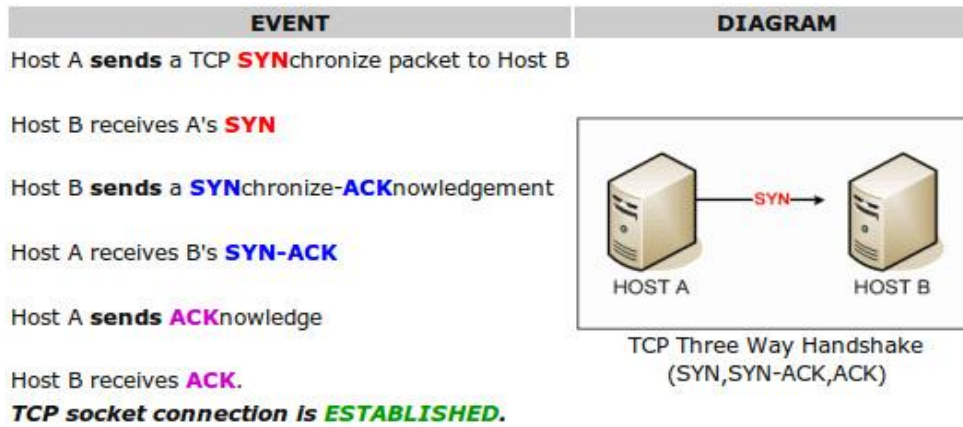 EVENT
DIAGRAM
Host A sends a TCP SYNchronize packet to Host B
Host B receives A's SYN
Host B sends a SYNchronize-ACKnowledgement
Host A receives B's SYN-ACK
Host A sends ACKnowledge
Host B receives ACK.
TCP socket connection is ESTABLISHED.
SYN
HOST A
HOST B
TCP Three Way Handshake
(SYN,SYN-ACK,ACK)